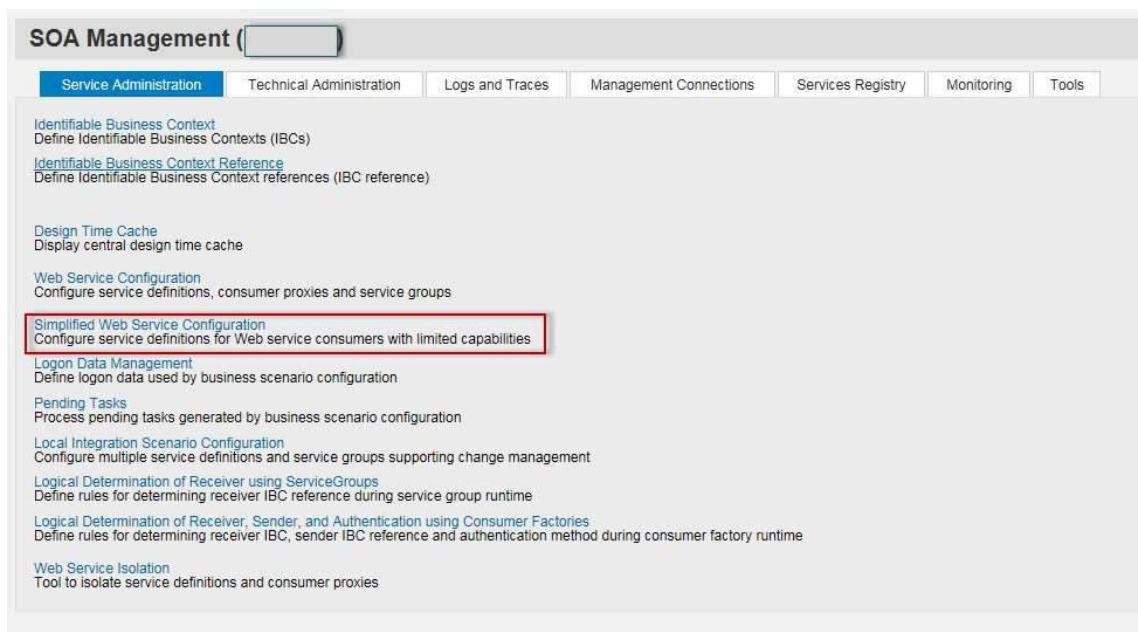 SOA Management ( )
Service Administration
Technical Administration
Logs and Traces
Management Connections
Services Registry
Monitoring
Tools
Identifiable Business Context
Define Identifiable Business Contexts (IBCs)
Identifiable Business Context Reference
Define Identifiable Business Context references (IBC reference)
Design Time Cache
Display central design time cache
Web Service Configuration
Configure service definitions, consumer proxies and service groups
Simplified Web Service Configuration
Configure service definitions for Web service consumers with limited capabilities
Logon Data Management
Define logon data used by business scenario configuration
Pending Tasks
Process pending tasks generated by business scenario configuration
Local Integration Scenario Configuration
Configure multiple service definitions and service groups supporting change management
Logical Determination of Receiver using ServiceGroups
Define rules for determining receiver IBC reference during service group runtime
Logical Determination of Receiver, Sender, and Authentication using Consumer Factories
Define rules for determining receiver IBC, sender IBC reference and authentication method during consumer factory runtime
Web Service Isolation
Tool to isolate service definitions and consumer proxies